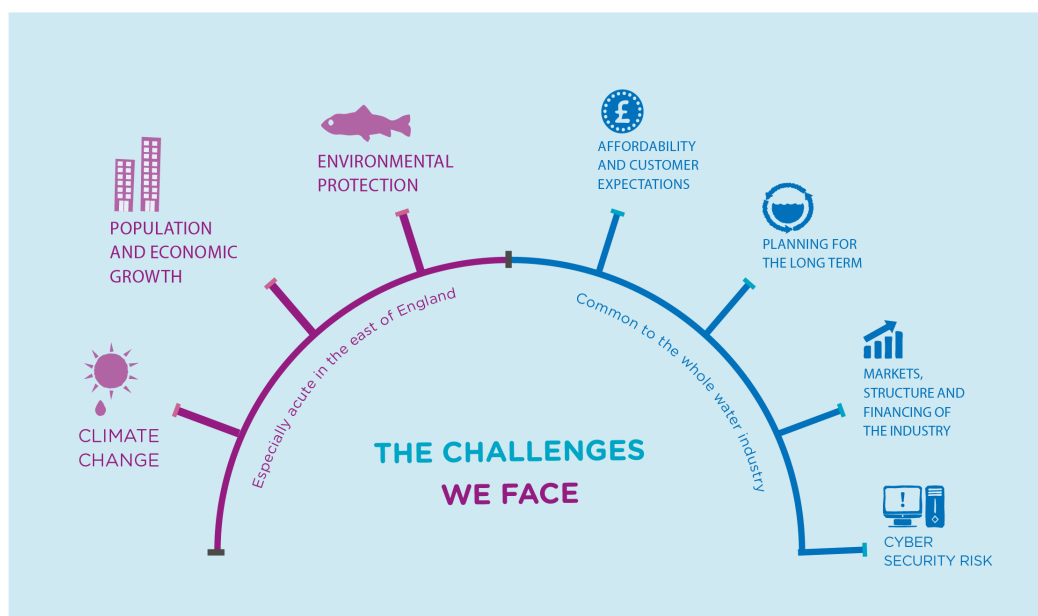 ENVIRONMENTAL
PROTECTION
AFFORDABILITY
AND CUSTOMER
EXPECTATIONS
POPULATION
AND ECONOMIC
GROWTH
PLANNING FOR
THE LONG TERM
Especially acute in the east of England
Common to the whole water industry
CLIMATE
CHANGE
MARKETS,
STRUCTURE AND
FINANCING OF
THE INDUSTRY
THE CHALLENGES
WE FACE
CYBER
SECURITY RISK
£
!